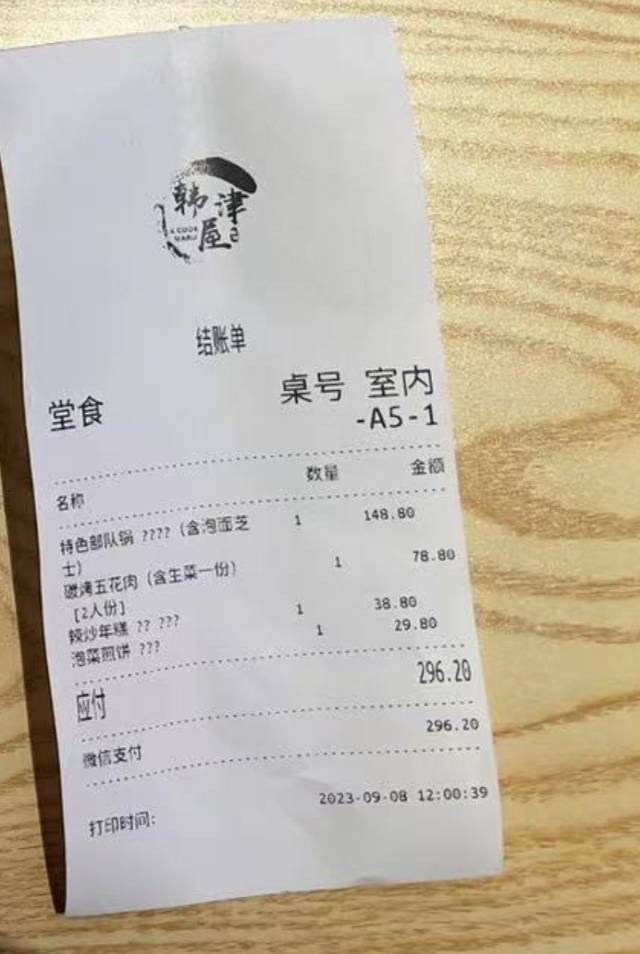 韩津
屋
结账单
堂食 桌号 室内
-A5-1
名称 数量 金额
特色部队锅 ???? (含泡面芝 1 148.80
士)
碳烤五花肉 (含生菜一份) 1 78.80
[2人份]
辣炒年糕 ?? ??? 1 38.80
泡菜煎饼 ??? 1 29.80
应付 296.20
微信支付 296.20
打印时间: 2023-09-08 12:00:39